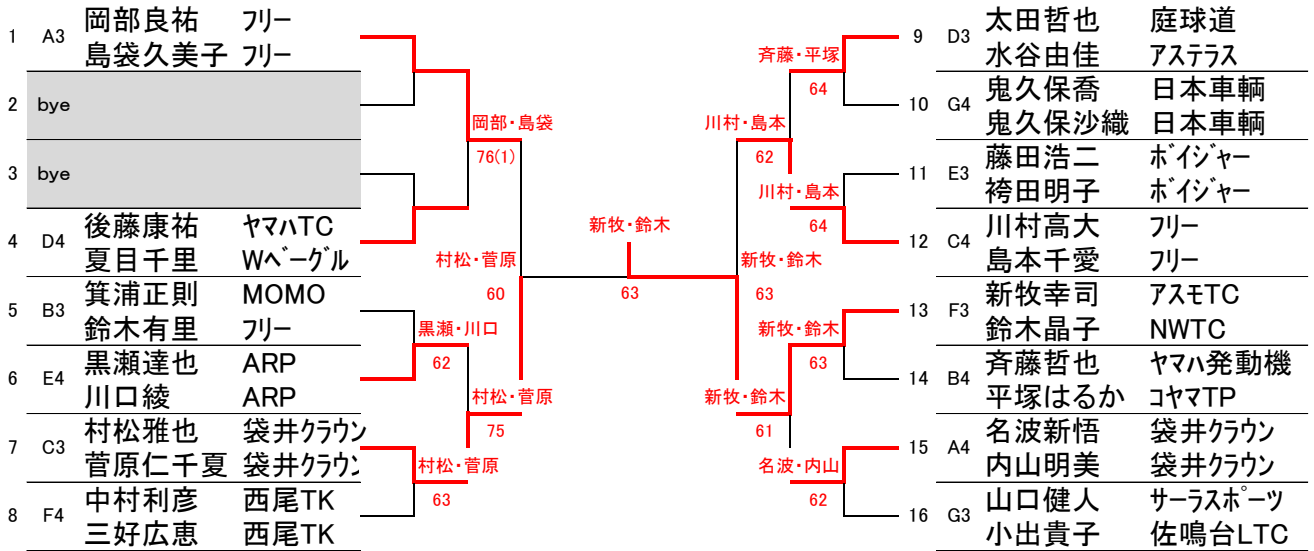 1 A3 岡部良祐 フリー
島袋久美子 フリー
2 bye
3 bye
4 D4 後藤康祐 ヤマハTC
夏目千里 Wベーグル
5 B3 箕浦正則 MOMO
鈴木有里 フリー
6 E4 黒瀬達也 ARP
川口綾 ARP
7 C3 村松雅也 袋井クラウン
菅原仁千夏 袋井クラウン
8 F4 中村利彦 西尾TK
三好広恵 西尾TK
岡部・島袋
76(1)
村松・菅原
60
黒瀬・川口
62
村松・菅原
75
村松・菅原
63
新牧・鈴木
63
斉藤・平塚
64
川村・島本
62
川村・島本
64
新牧・鈴木
63
新牧・鈴木
63
新牧・鈴木
61
名波・内山
62
9 D3 太田哲也 庭球道
水谷由佳 アステラス
10 G4 鬼久保喬 日本車輌
鬼久保沙織 日本車輌
11 E3 藤田浩二 ボイジャー
袴田明子 ボイジャー
12 C4 川村高大 フリー
島本千愛 フリー
13 F3 新牧幸司 アスモTC
鈴木晶子 NWTC
14 B4 斉藤哲也 ヤマハ発動機
平塚はるか コヤマTP
15 A4 名波新悟 袋井クラウン
内山明美 袋井クラウン
16 G3 山口健人 サーラスポーツ
小出貴子 佐鳴台LTC